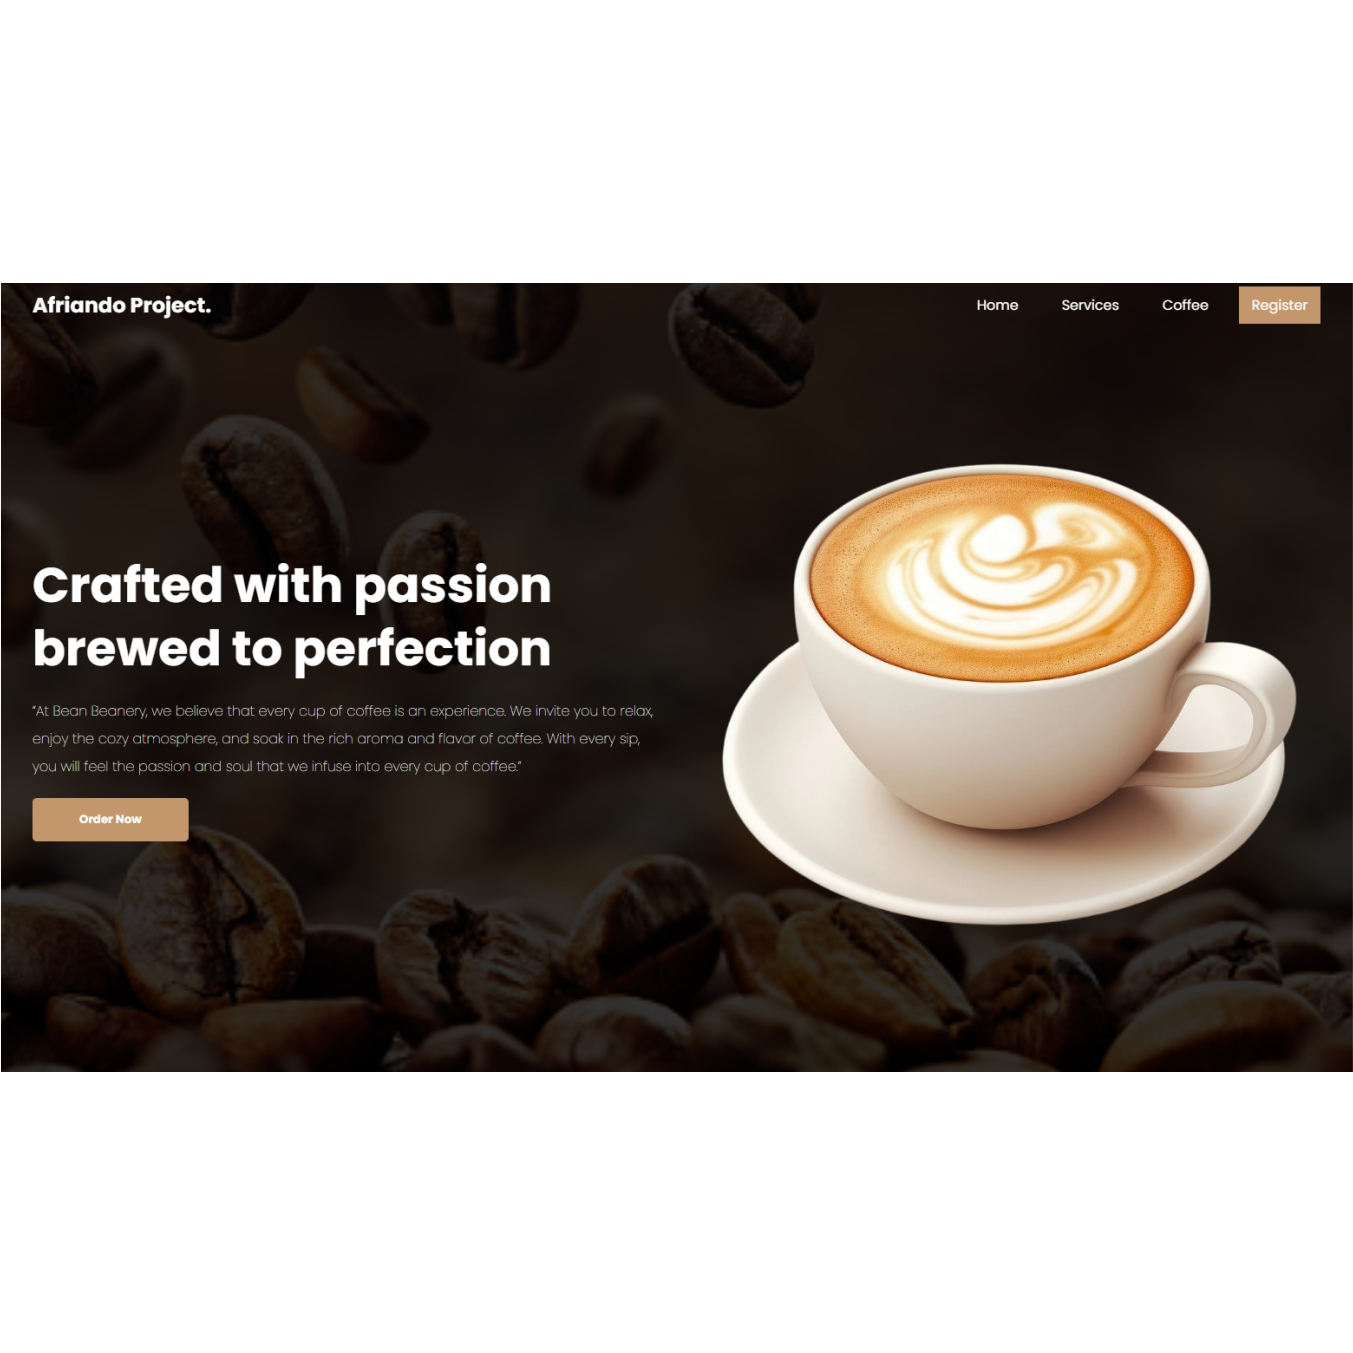 Afriando Project.
Home
Services
Coffee
Register
Crafted with passion
brewed to perfection
“At Bean Beanery, we believe that every cup of coffee is an experience. We invite you to relax,
enjoy the cozy atmosphere, and soak in the rich aroma and flavor of coffee. With every sip,
you will feel the passion and soul that we infuse into every cup of coffee.”
Order Now